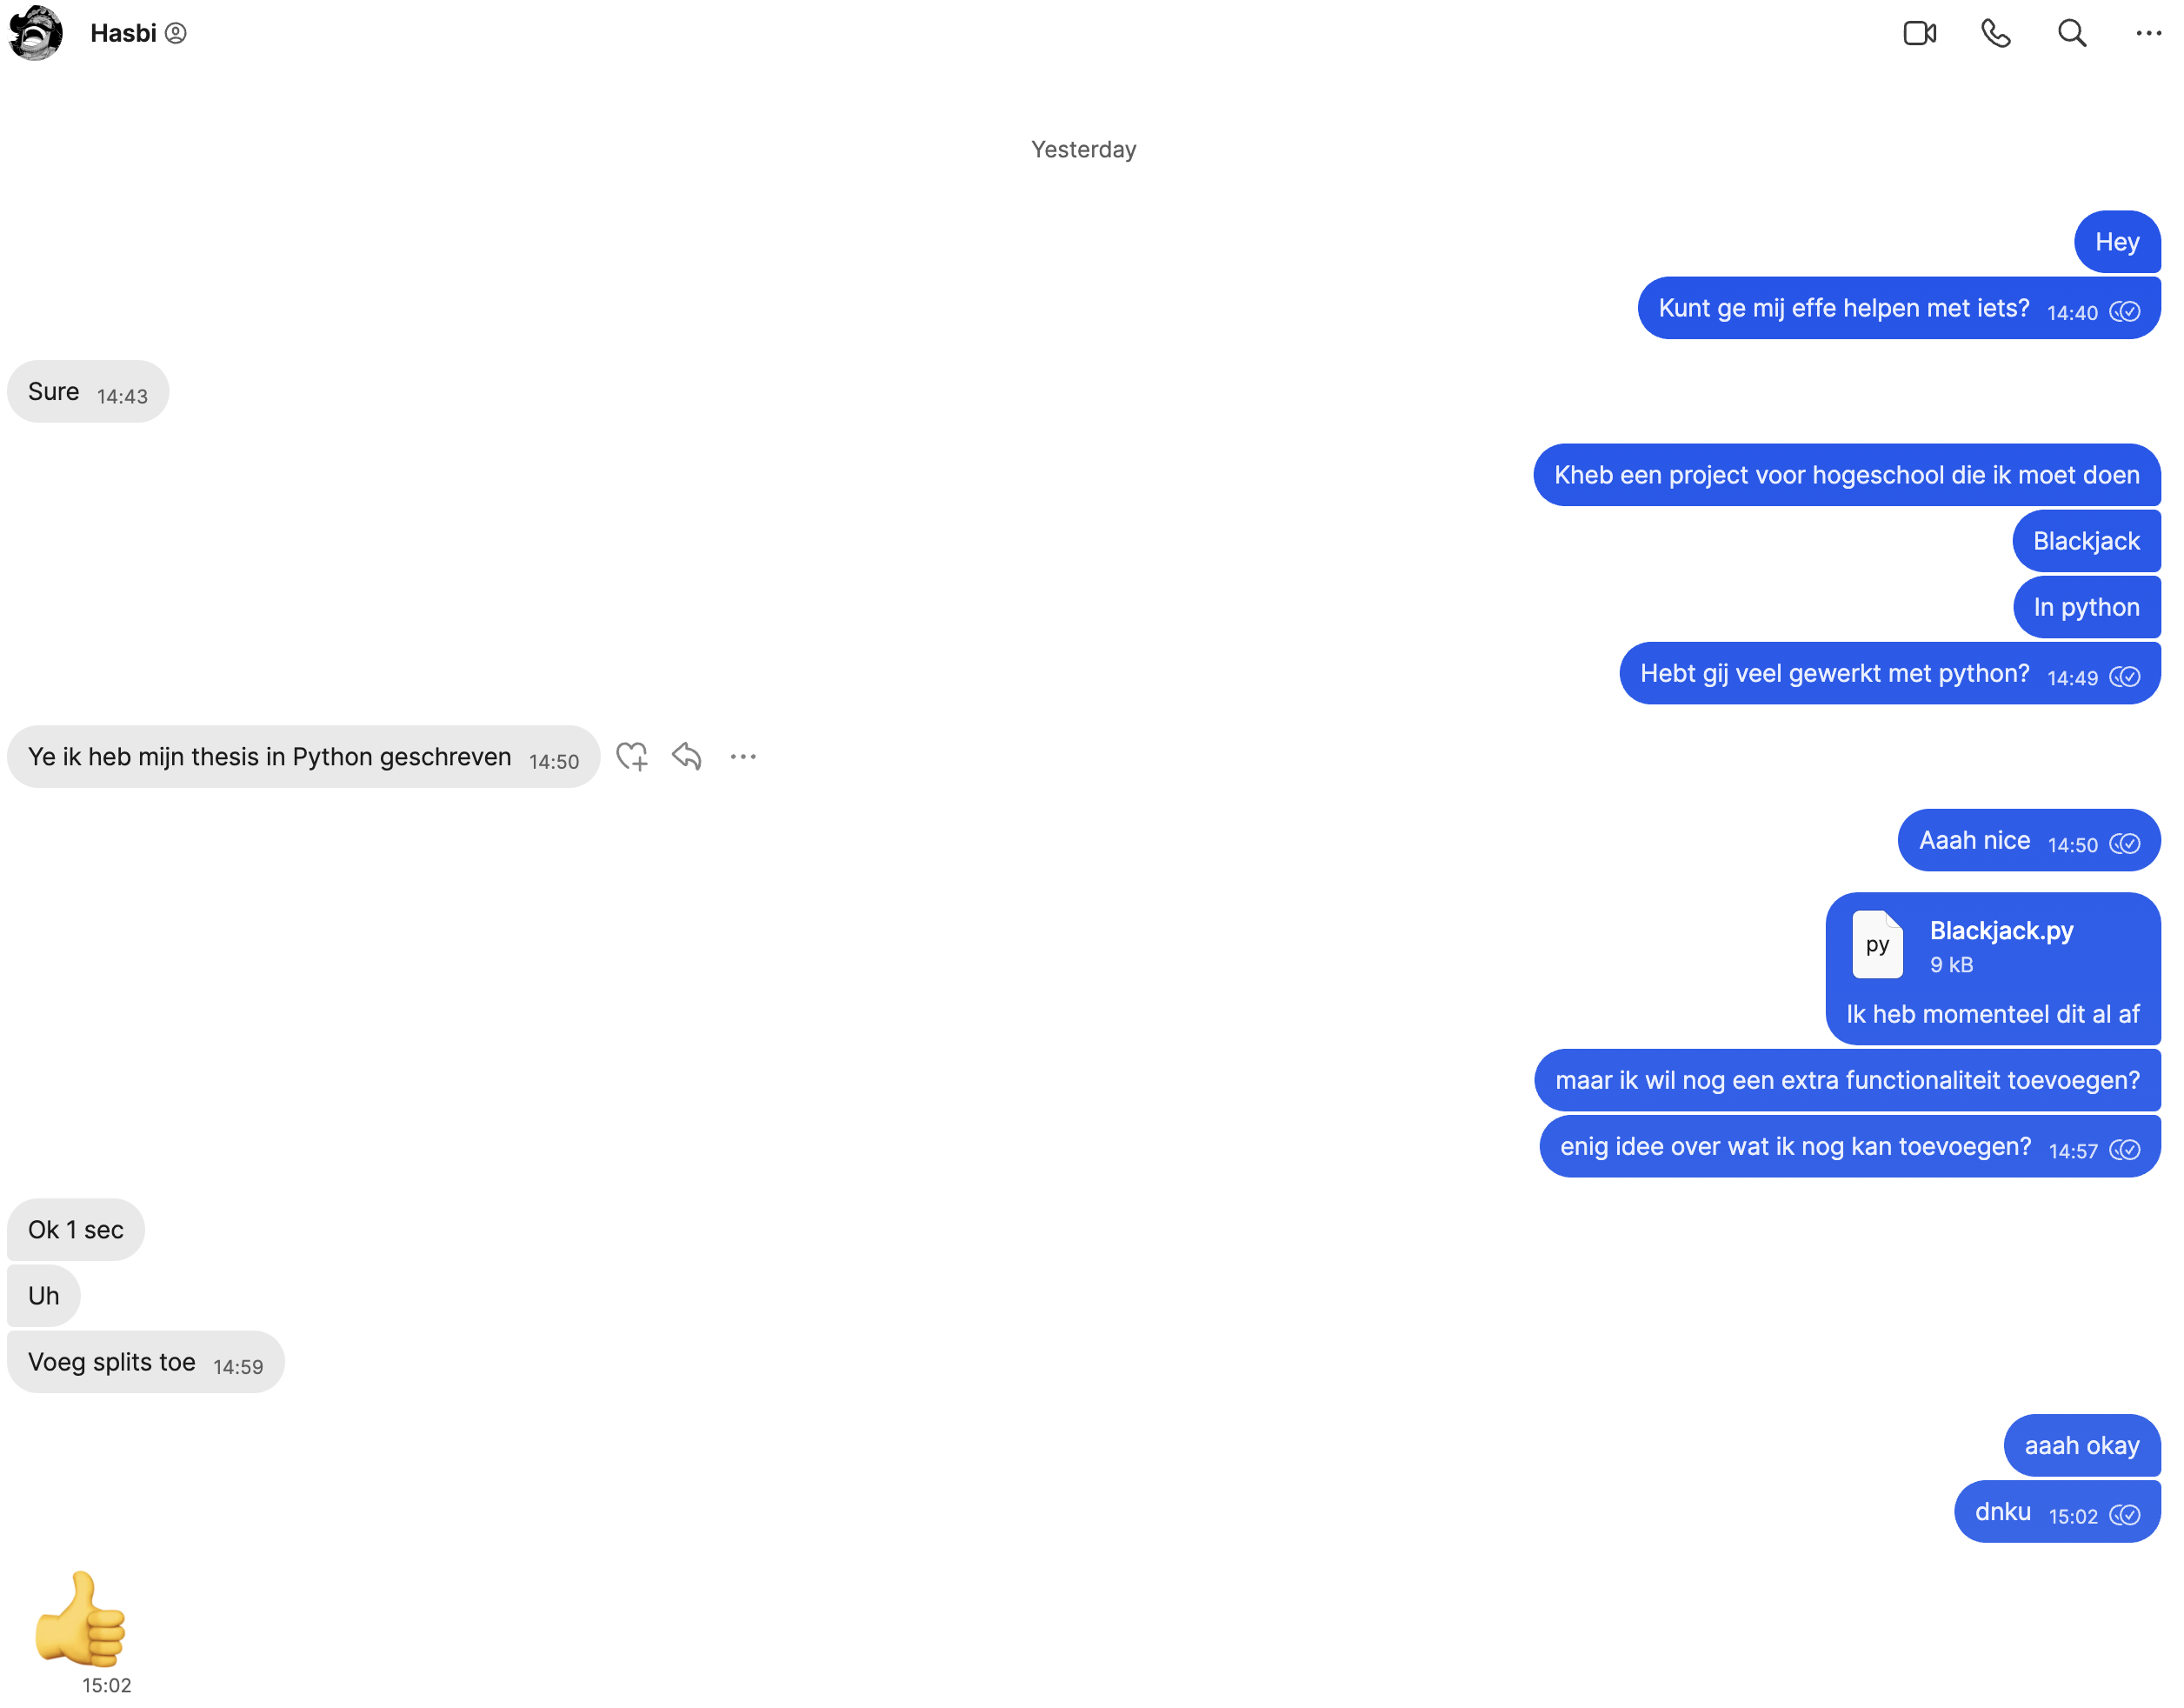 Hasbi
Yesterday
Hey
Kunt ge mij effe helpen met iets? 14:40
Sure 14:43
Kheb een project voor hogeschool die ik moet doen
Blackjack
In python
Hebt gij veel gewerkt met python? 14:49
Ye ik heb mijn thesis in Python geschreven 14:50
Aaah nice 14:50
py
Blackjack.py
9 kB
Ik heb momenteel dit al af
maar ik wil nog een extra functionaliteit toevoegen?
enig idee over wat ik nog kan toevoegen? 14:57
Ok 1 sec
Uh
Voeg splits toe 14:59
aaah okay
dnku 15:02
15:02